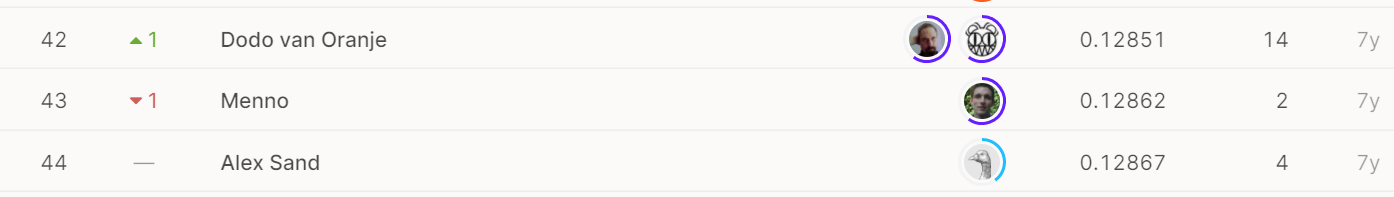 42 1 Dodo van Oranje 0.12851 14 7y
43 1 Menno 0.12862 2 7y
44 — Alex Sand 0.12867 4 7y